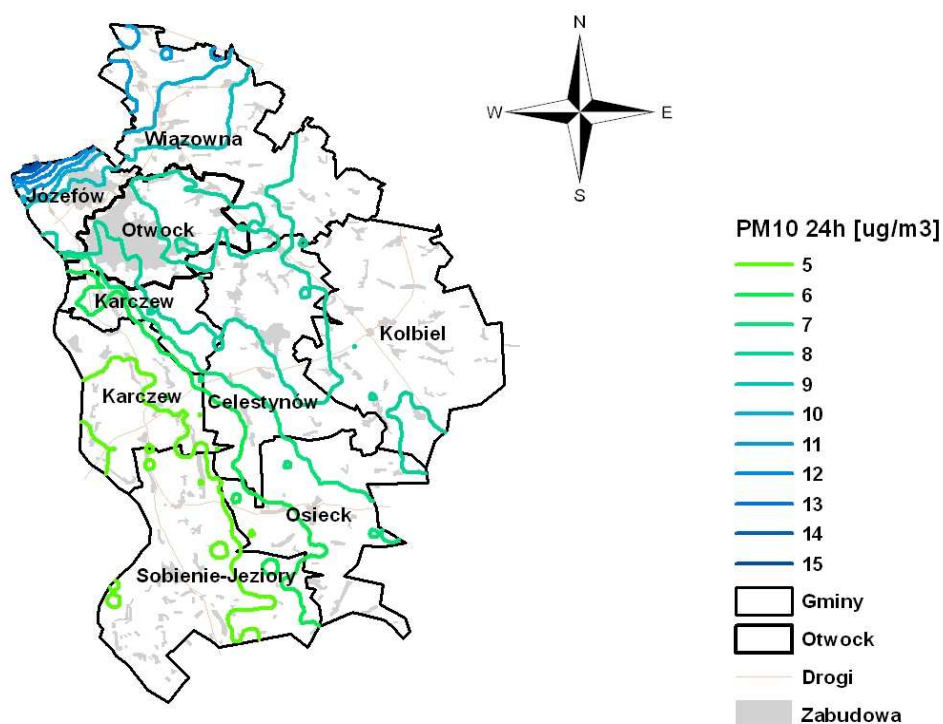 N
W E
S
Wiązowna
Józefów
Otwock
Karczew
Kolbiel
Karczew
Celestynów
Osieck
Sobienie-Jeziory
PM10 24h [ug/m3]
5
6
7
8
9
10
11
12
13
14
15
Gminy
Otwock
Drogi
Zabudowa